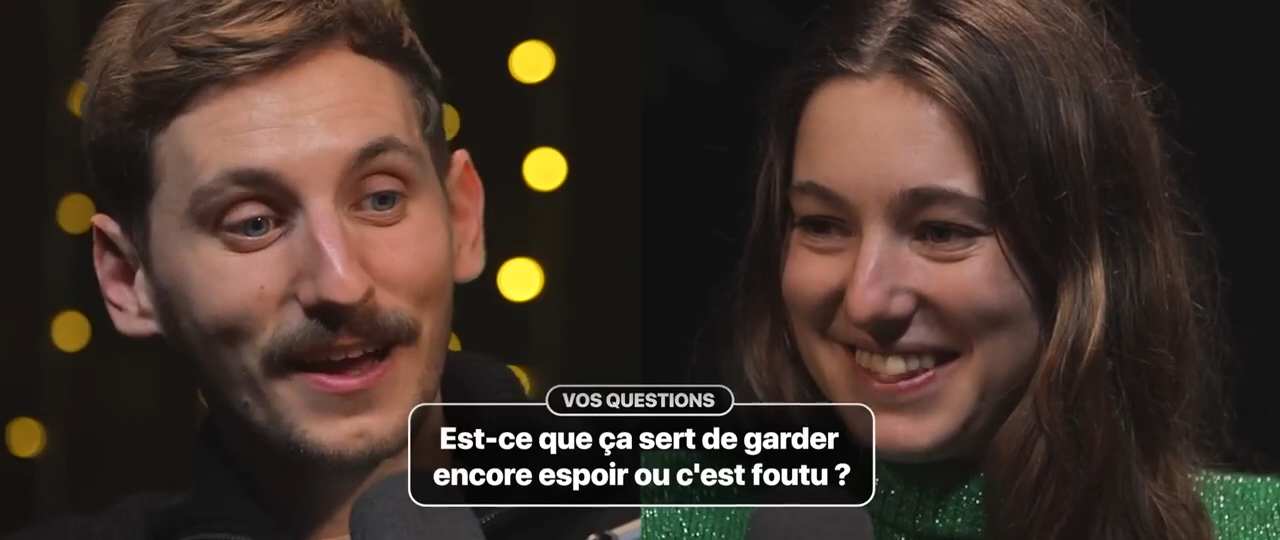 VOS QUESTIONS
Est-ce que ça sert de garder
encore espoir ou c'est foutu ?